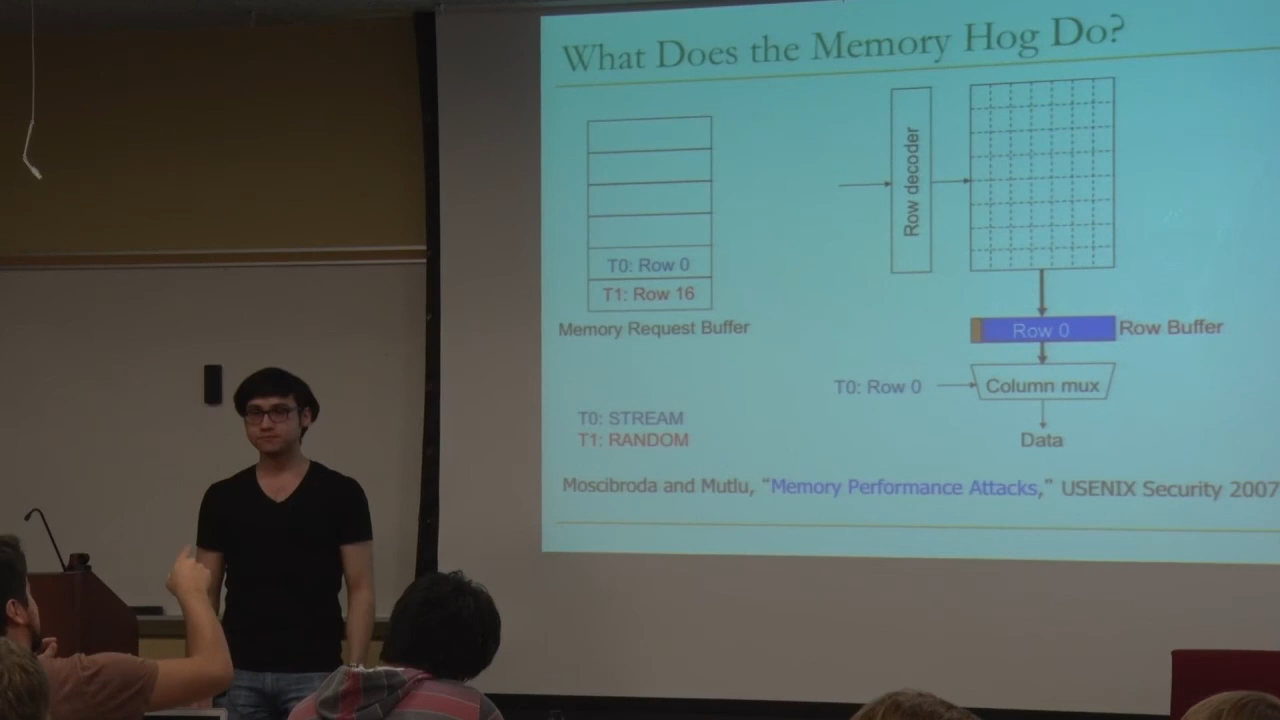 What Does the Memory Hog Do?
Row decoder
T0: Row 0
T1: Row 16
Memory Request Buffer
Row 0
Row Buffer
T0: Row 0
Column mux
T0: STREAM
T1: RANDOM
Data
Moscibroda and Mutlu, “Memory Performance Attacks,” USENIX Security 2007